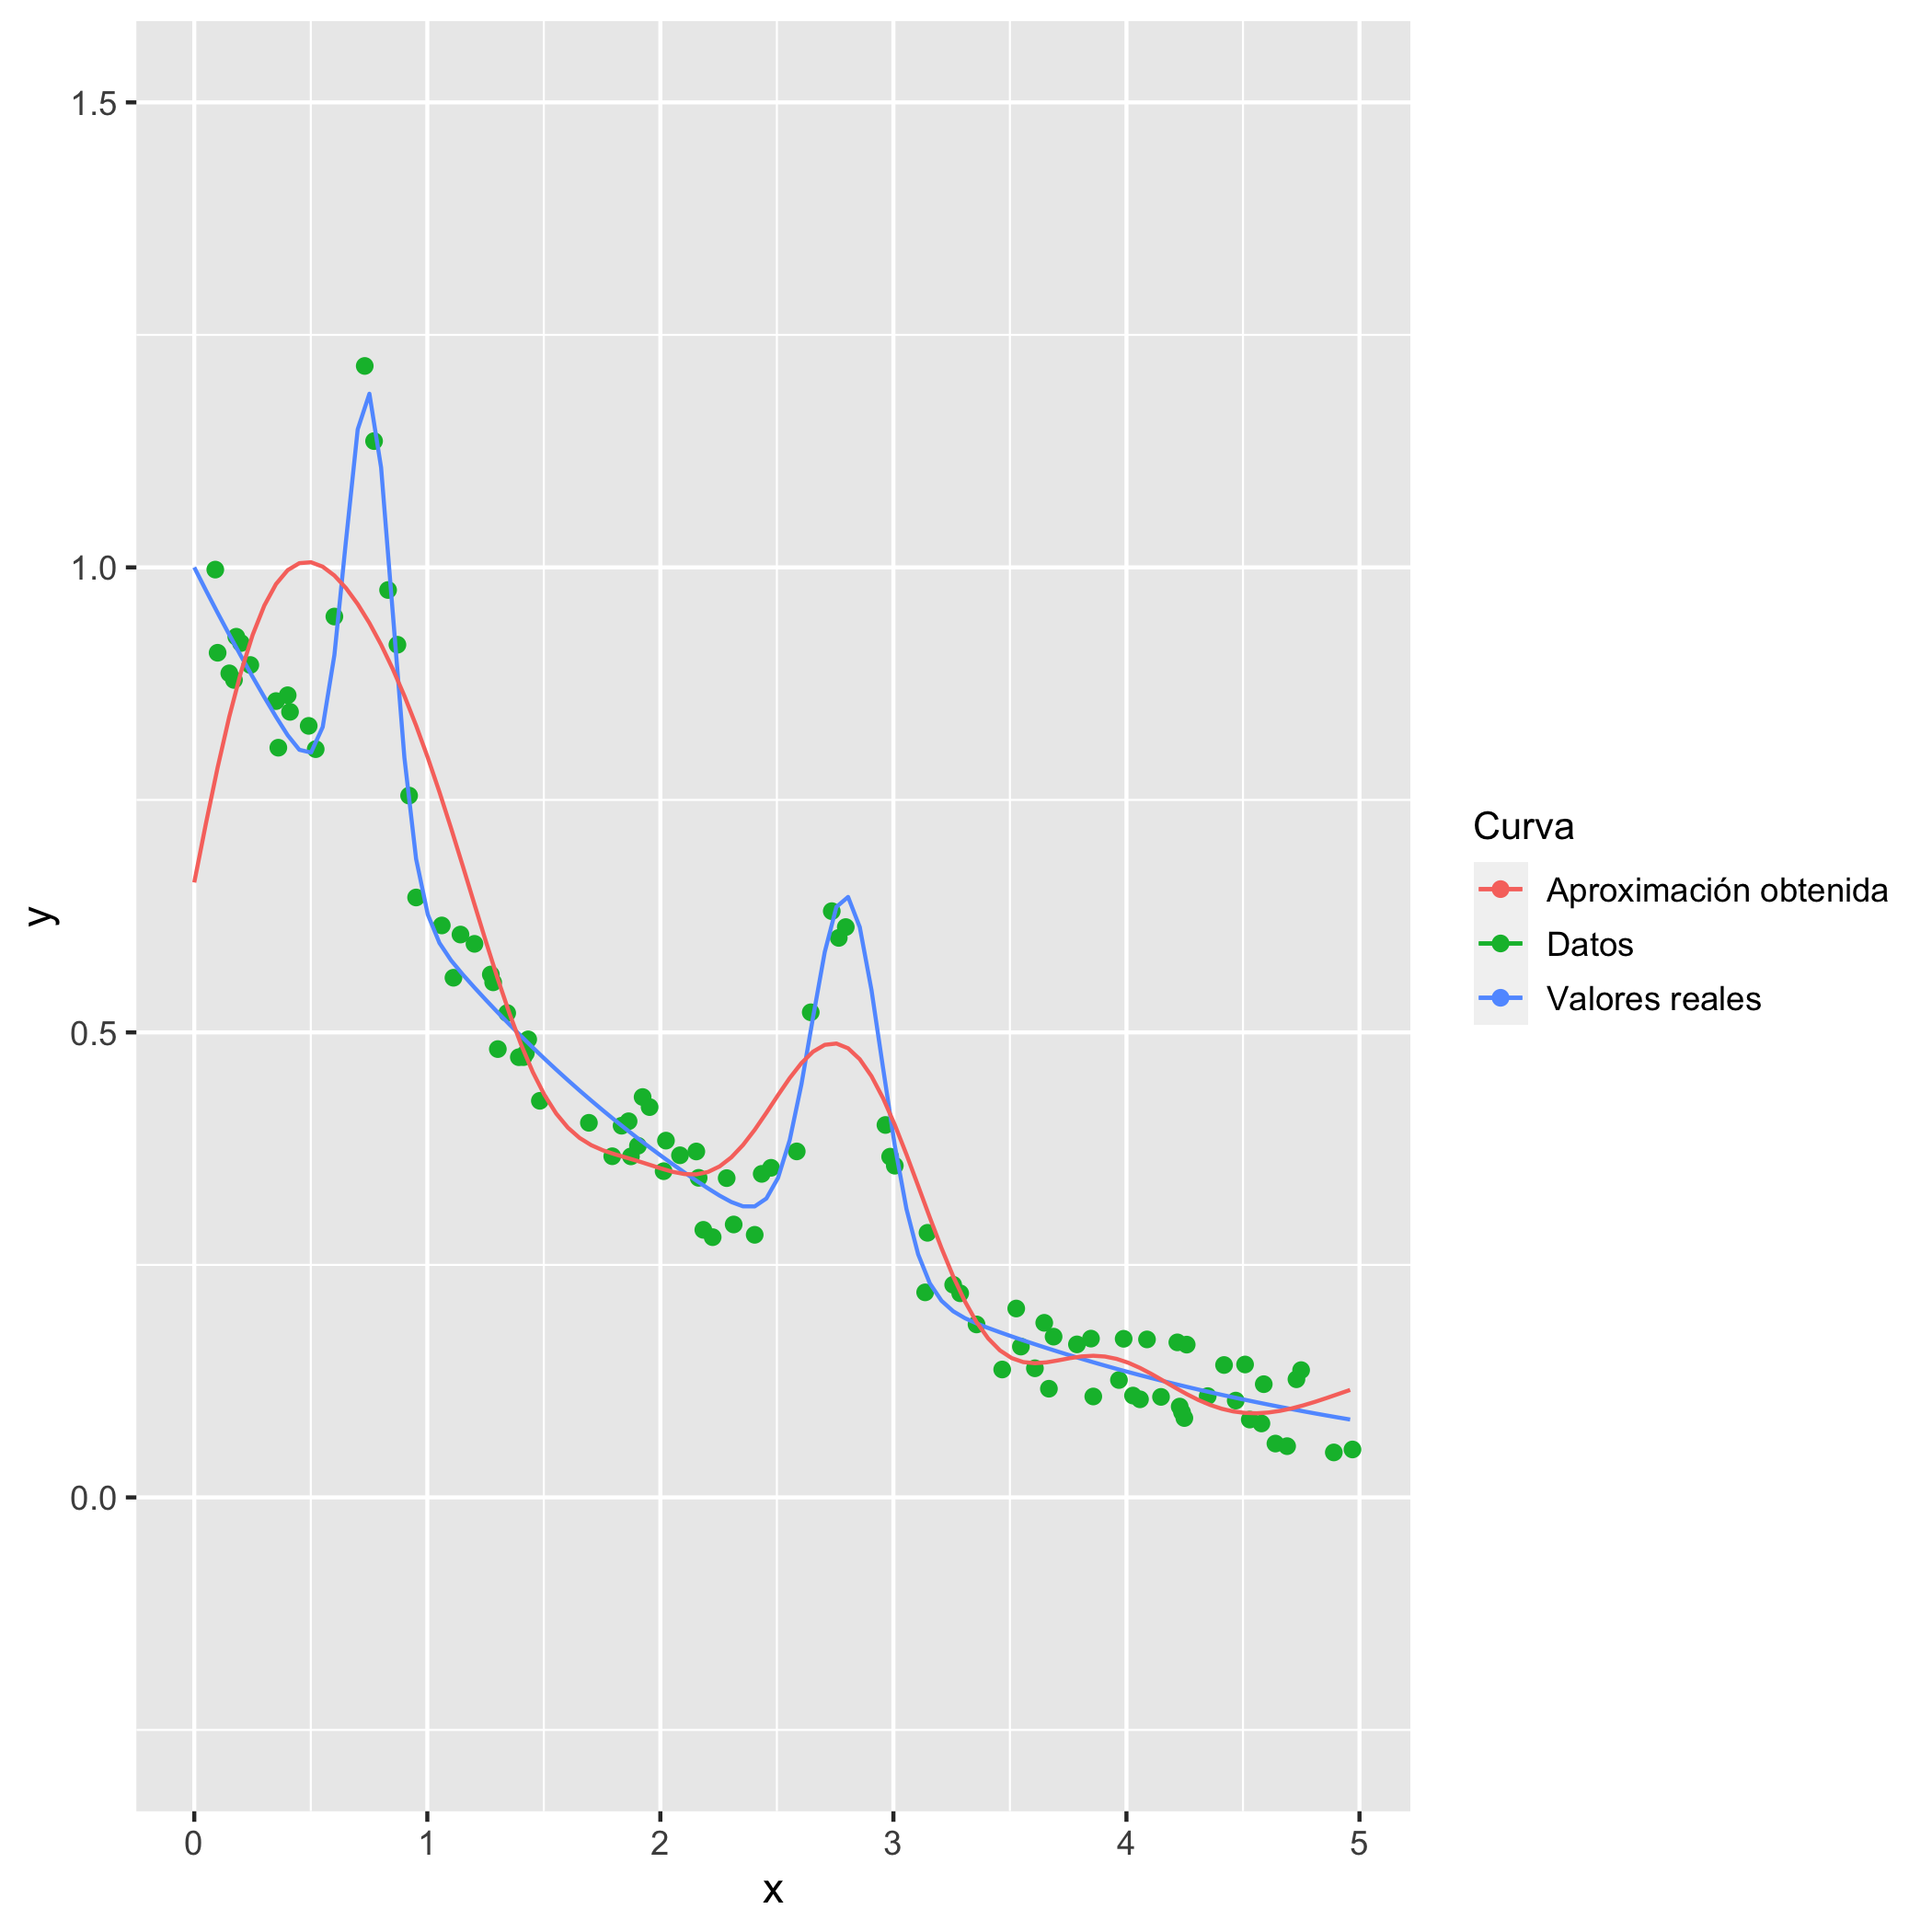 1.5
1.0
0.5
0.0
y
0 1 2 3 4 5
x
Curva
Aproximación obtenida
Datos
Valores reales